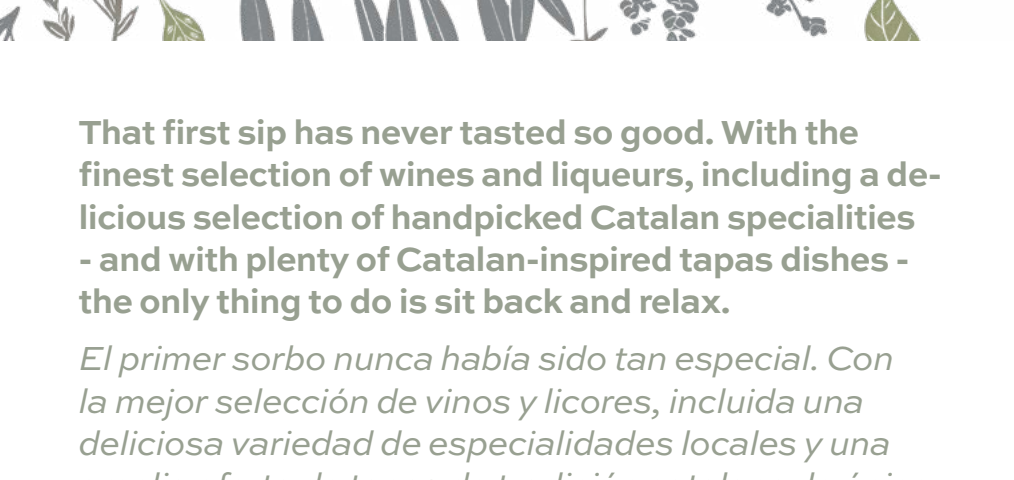 That first sip has never tasted so good. With the
finest selection of wines and liqueurs, including a de-
licious selection of handpicked Catalan specialities
- and with plenty of Catalan-inspired tapas dishes -
the only thing to do is sit back and relax.
El primer sorbo nunca había sido tan especial. Con
la mejor selección de vinos y licores, incluida una
deliciosa variedad de especialidades locales y una